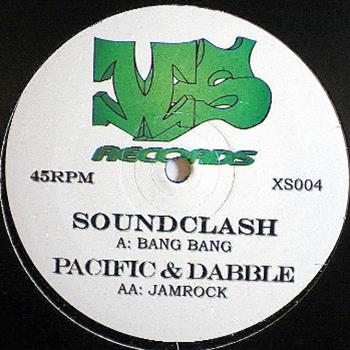 XS
RECORDS
45RPM
XS004
SOUNDCLASH
A: BANG BANG
PACIFIC & DABBLE
AA: JAMROCK